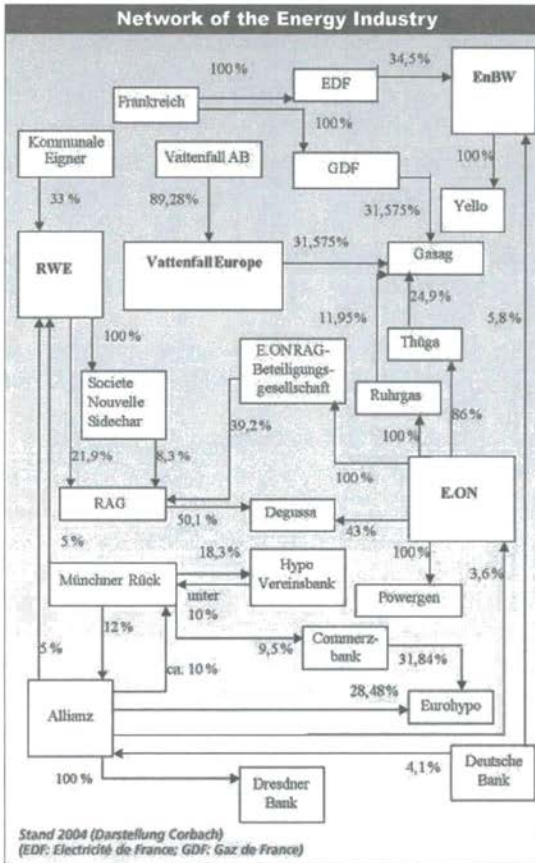 Network of the Energy Industry
34,5%
EnBW
100%
EDF
Frankreich
100%
Kommunale
Eigner
Vattenfall AB
GDF
100%
33 %
89,28%
31,575%
Yello
RWE
Vattenfall Europe
31,575%
Gasag
24,9%
11,95%
5,8%
100%
E.ONRAG-
Beteiligungs-
gesellschaft
Thüga
Societe
Nouvelle
Sidechar
Ruhrgas
86%
39,2%
100%
21,9%
8,3%
100%
E.ON
RAG
50,1%
Degussa
43%
5%
18,3%
Hypo
Vereinsbank
100%
3,6%
Münchner Rück
unter
10%
Powergen
12%
9,5%
Commerz-
bank
5%
ca. 10%
31,84%
28,48%
Eurohypo
Allianz
4,1%
Deutsche
Bank
100%
Dresdner
Bank
Stand 2004 (Darstellung Corbach)
(EDF: Electricité de France; GDF: Gaz de France)